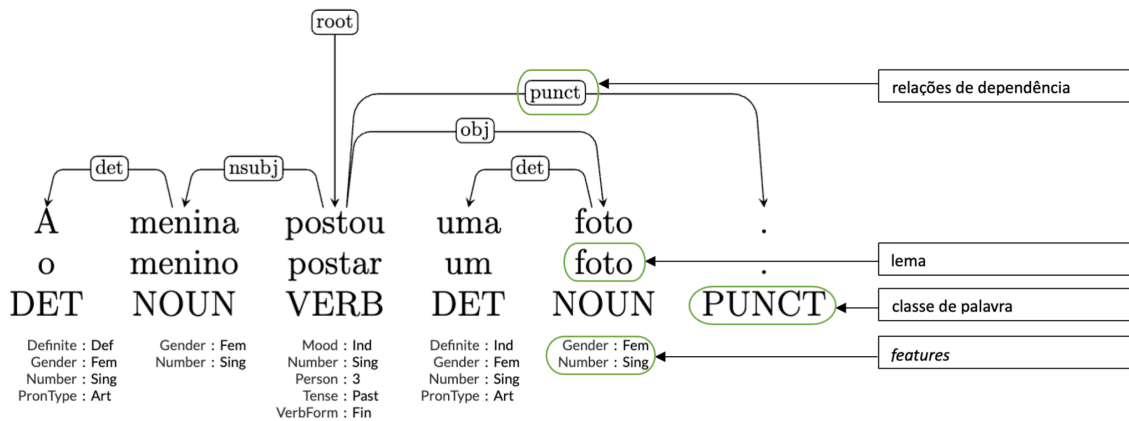 root
punct
relações de dependência
obj
det nsubj det
A menina postou uma foto .
o menino postar um foto .
lema
DET NOUN VERB DET NOUN PUNCT
classe de palavra
Definite : Def Gender : Fem Mood : Ind Definite : Ind Gender : Fem
features
Gender : Fem Number : Sing Number : Sing Gender : Fem Number : Sing
Number : Sing Person : 3 Number : Sing
PronType : Art Tense : Past PronType : Art
VerbForm : Fin